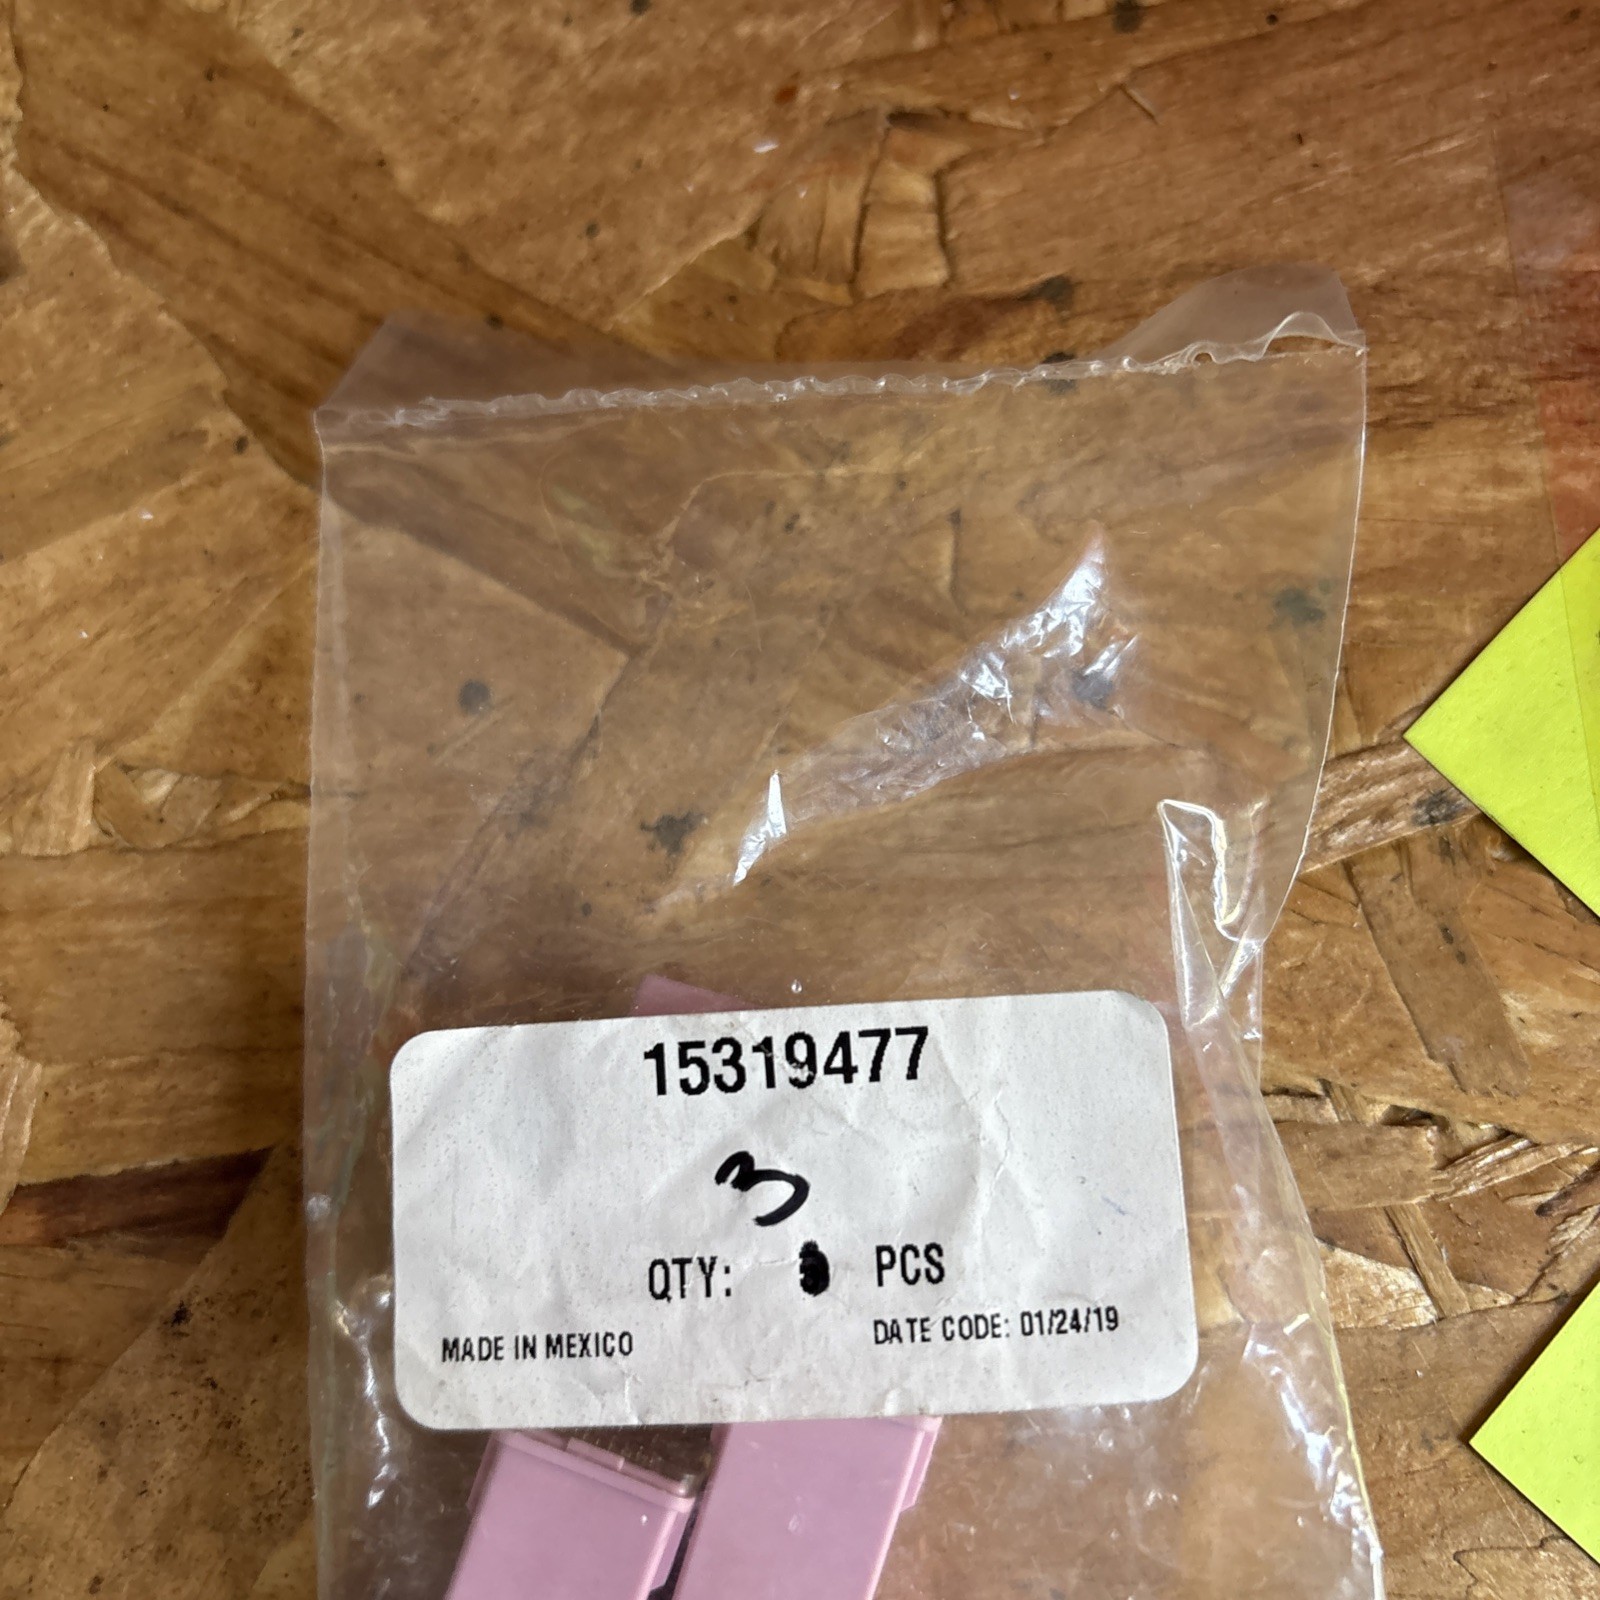 15319477
3
QTY: PCS
MADE IN MEXICO
DATE CODE: 01/24/19